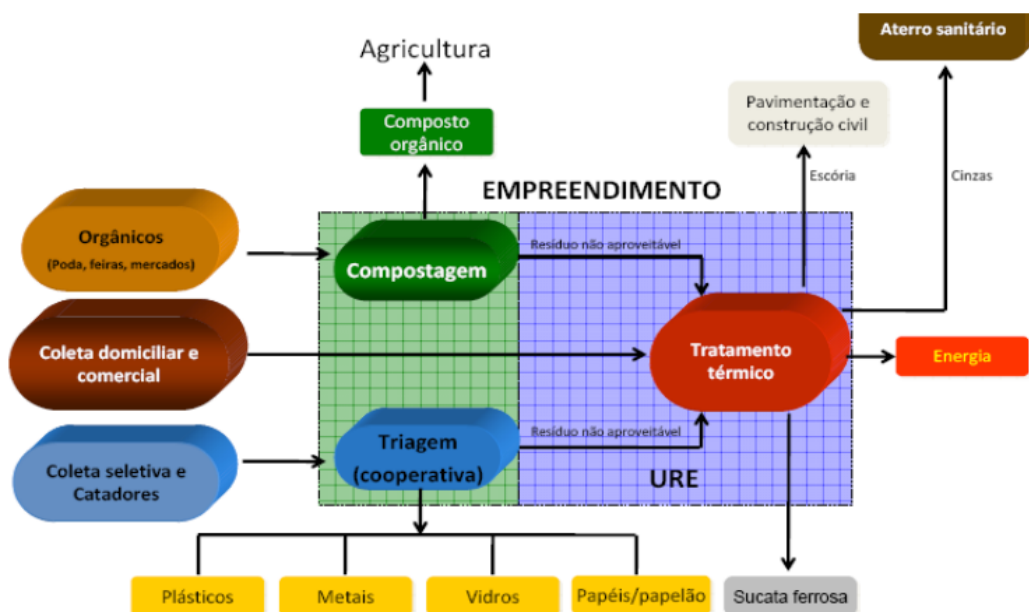 Aterro sanitário
Agricultura
Pavimentação e
construção civil
Composto
orgânico
Escória
Cinzas
EMPREENDIMENTO
Orgânicos
(Poda, feiras, mercados)
Compostagem
Resíduo não aproveitável
Coleta domiciliar e
comercial
Tratamento
térmico
Energia
Coleta seletiva e
Catadores
Triagem
(cooperativa)
Resíduo não aproveitável
URE
Plásticos
Metais
Vidros
Papéis/papelão
Sucata ferrosa